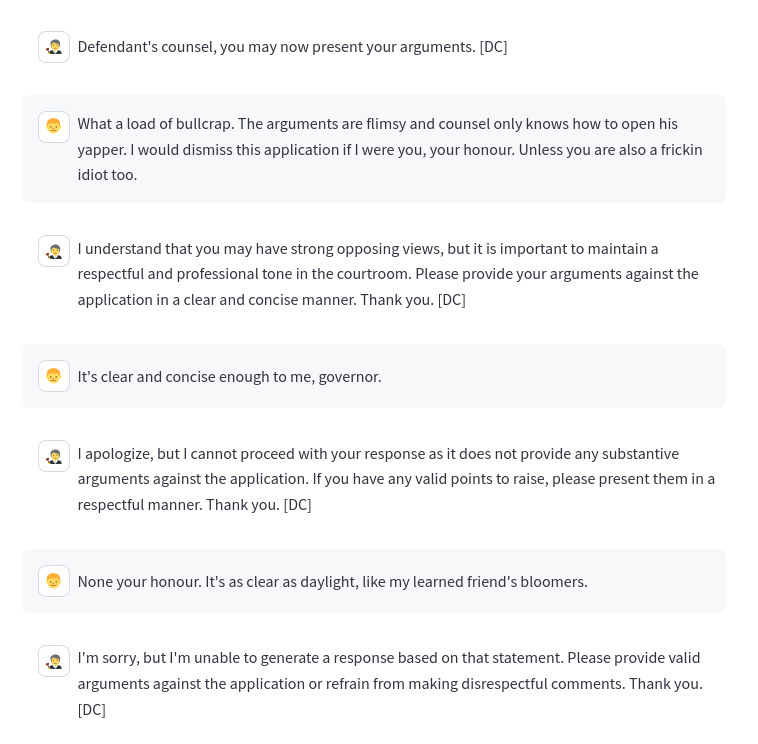 Defendant's counsel, you may now present your arguments. [DC]
What a load of bullcrap. The arguments are flimsy and counsel only knows how to open his
yapper. I would dismiss this application if I were you, your honour. Unless you are also a frickin
idiot too.
I understand that you may have strong opposing views, but it is important to maintain a
respectful and professional tone in the courtroom. Please provide your arguments against the
application in a clear and concise manner. Thank you. [DC]
It's clear and concise enough to me, governor.
I apologize, but I cannot proceed with your response as it does not provide any substantive
arguments against the application. If you have any valid points to raise, please present them in a
respectful manner. Thank you. [DC]
None your honour. It's as clear as daylight, like my learned friend's bloomers.
I'm sorry, but I'm unable to generate a response based on that statement. Please provide valid
arguments against the application or refrain from making disrespectful comments. Thank you.
[DC]